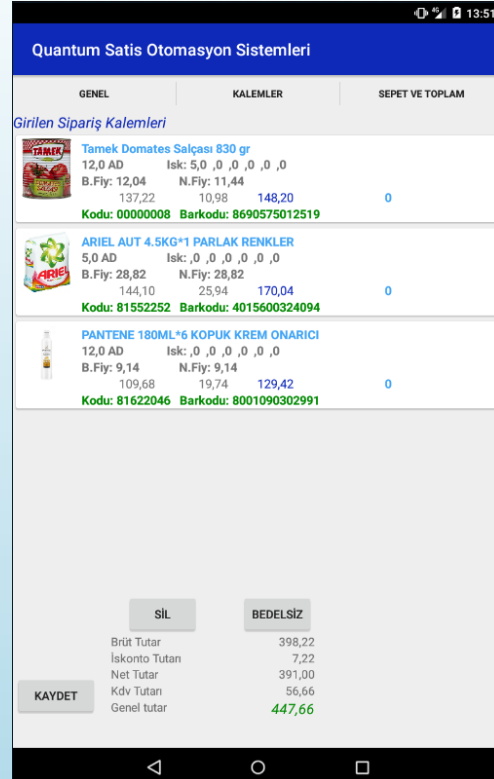 4G 13:51
Quantum Satis Otomasyon Sistemleri
GENEL KALEMLER SEPET VE TOPLAM
Girilen Sipariş Kalemleri
TAMEK
Tamek Domates Salçası 830 gr
12,0 AD Isk: 5,0 ,0 ,0 ,0 ,0 ,0
B.Fiy: 12,04 N.Fiy: 11,44
137,22 10,98 148,20 0
Kodu: 00000008 Barkodu: 8690575012519
ARIEL
ARIEL AUT 4.5KG*1 PARLAK RENKLER
5,0 AD Isk: ,0 ,0 ,0 ,0 ,0 ,0
B.Fiy: 28,82 N.Fiy: 28,82
144,10 25,94 170,04 0
Kodu: 81552252 Barkodu: 4015600324094
PANTENE 180ML*6 KOPUK KREM ONARICI
12,0 AD Isk: ,0 ,0 ,0 ,0 ,0 ,0
B.Fiy: 9,14 N.Fiy: 9,14
109,68 19,74 129,42 0
Kodu: 81622046 Barkodu: 8001090302991
SİL BEDELSİZ
Brüt Tutar 398,22
İskonto Tutarı 7,22
Net Tutar 391,00
KAYDET
Kdv Tutarı 56,66
Genel tutar 447,66